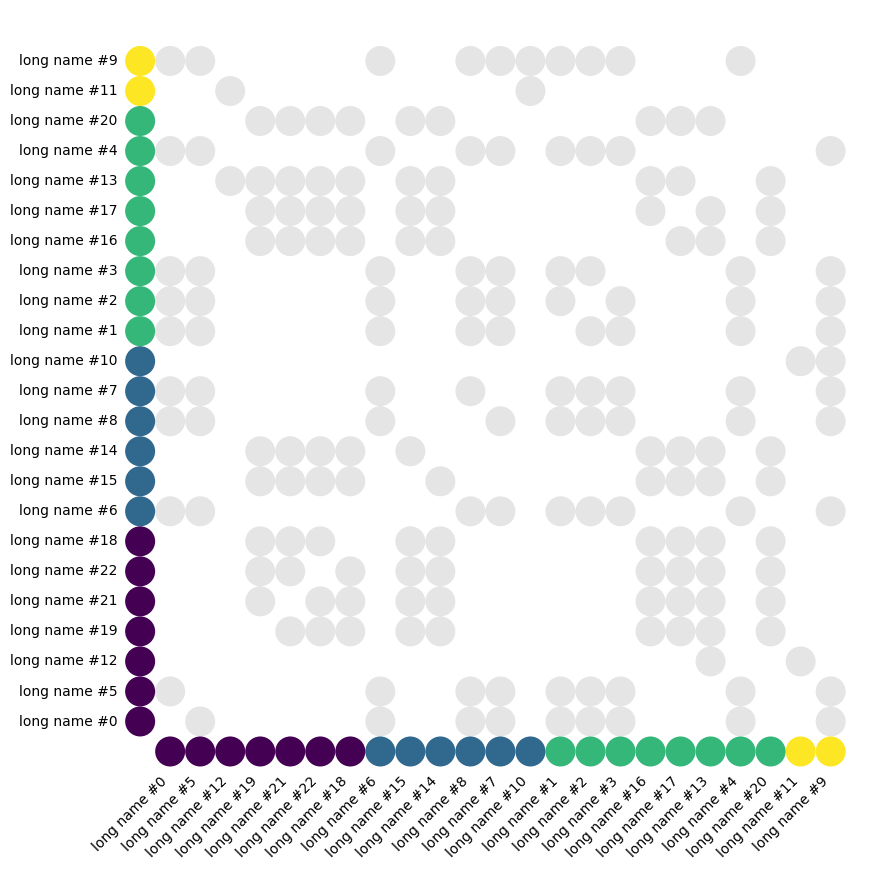 long name #9
long name #11
long name #20
long name #4
long name #13
long name #17
long name #16
long name #3
long name #2
long name #1
long name #10
long name #7
long name #8
long name #14
long name #15
long name #6
long name #18
long name #22
long name #21
long name #19
long name #12
long name #5
long name #0
long name #0
long name #5
long name #12
long name #19
long name #21
long name #22
long name #18
long name #6
long name #15
long name #14
long name #8
long name #7
long name #10
long name #1
long name #2
long name #3
long name #16
long name #17
long name #13
long name #4
long name #20
long name #11
long name #9